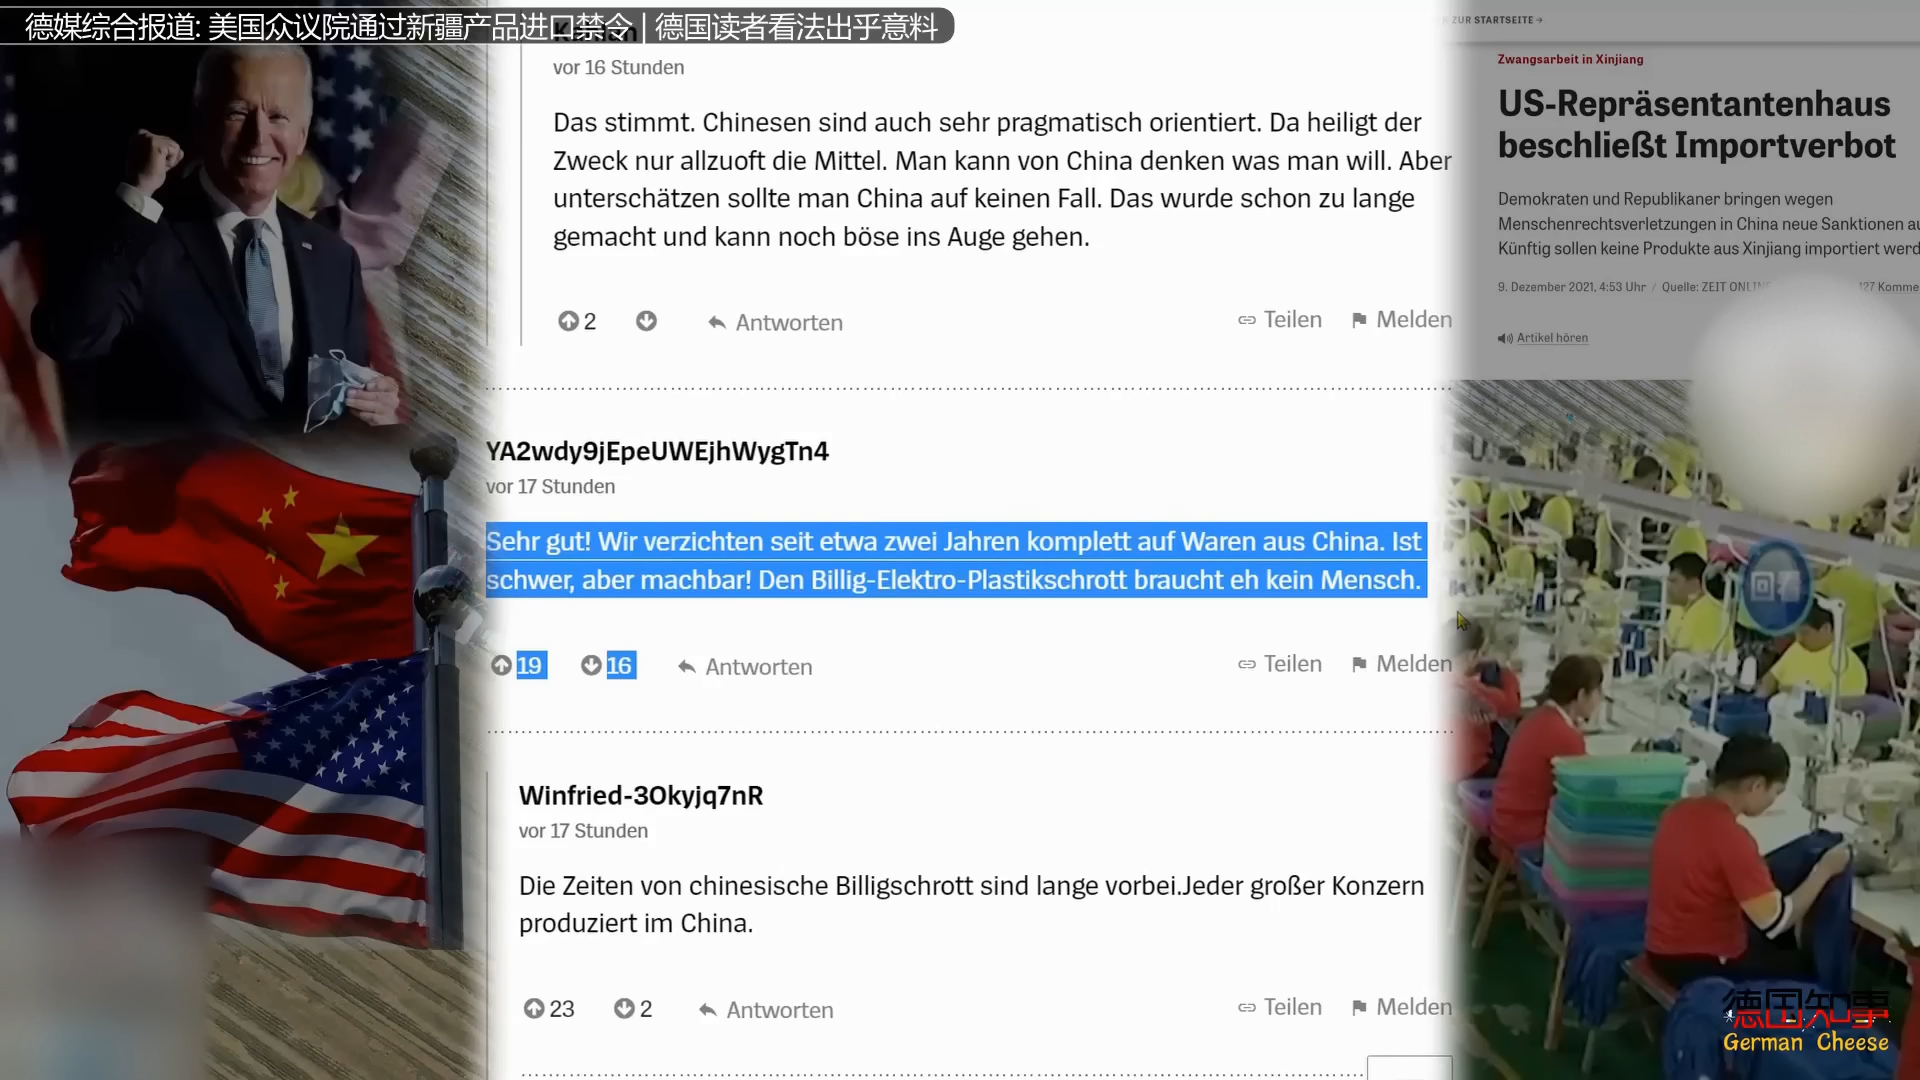 德媒综合报道: 美国众议院通过新疆产品进口禁令 | 德国读者看法出乎意料
vor 16 Stunden
Das stimmt. Chinesen sind auch sehr pragmatisch orientiert. Da heiligt der
Zweck nur allzuoft die Mittel. Man kann von China denken was man will. Aber
unterschätzen sollte man China auf keinen Fall. Das wurde schon zu lange
gemacht und kann noch böse ins Auge gehen.
2 Antworten Teilen Melden
YA2wdy9jEpeUWEjhWygTn4
vor 17 Stunden
Sehr gut! Wir verzichten seit etwa zwei Jahren komplett auf Waren aus China. Ist
schwer, aber machbar! Den Billig-Elektro-Plastikschrott braucht eh kein Mensch.
19 16 Antworten Teilen Melden
Winfried-3Okyjq7nR
vor 17 Stunden
Die Zeiten von chinesische Billigschrott sind lange vorbei.Jeder großer Konzern
produziert im China.
23 2 Antworten Teilen Melden
ZUR STARTSEITE
Zwangsarbeit in Xinjiang
US-Repräsentantenhaus
beschließt Importverbot
Demokraten und Republikaner bringen wegen
Menschenrechtsverletzungen in China neue Sanktionen
Künftig sollen keine Produkte aus Xinjiang importiert
9. Dezember 2021, 4:53 Uhr / Quelle: ZEIT ONLINE 127
Artikel hören
回看
德国知事
German Cheese